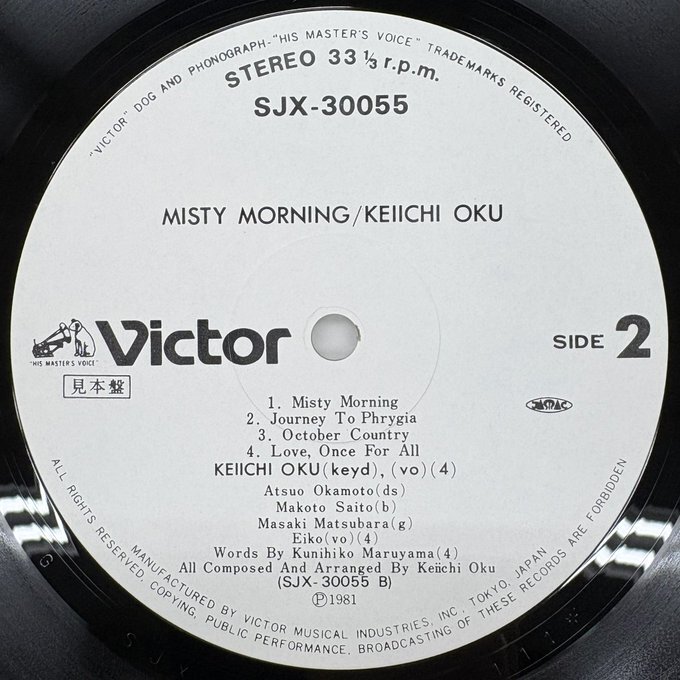 "VICTOR" DOG AND PHONOGRAPH-"HIS MASTER'S VOICE" TRADEMARKS REGISTERED
STEREO 33 1/3 r.p.m.
SJX-30055
MISTY MORNING/KEIICHI OKU
"HIS MASTER'S VOICE"
Victor
SIDE 2
見本盤
JASRAC
1. Misty Morning
2. Journey To Phrygia
3. October Country
4. Love, Once For All
KEIICHI OKU(keyd), (vo)(4)
Atsuo Okamoto(ds)
Makoto Saito(b)
Masaki Matsubara(g)
Eiko(vo)(4)
Words By Kunihiko Maruyama(4)
All Composed And Arranged By Keiichi Oku
(SJX-30055 B)
Ⓟ1981
MANUFACTURED BY VICTOR MUSICAL INDUSTRIES, INC., TOKYO, JAPAN
ALL RIGHTS RESERVED, COPYING, PUBLIC PERFORMANCE, BROADCASTING OF THESE RECORDS ARE FORBIDDEN